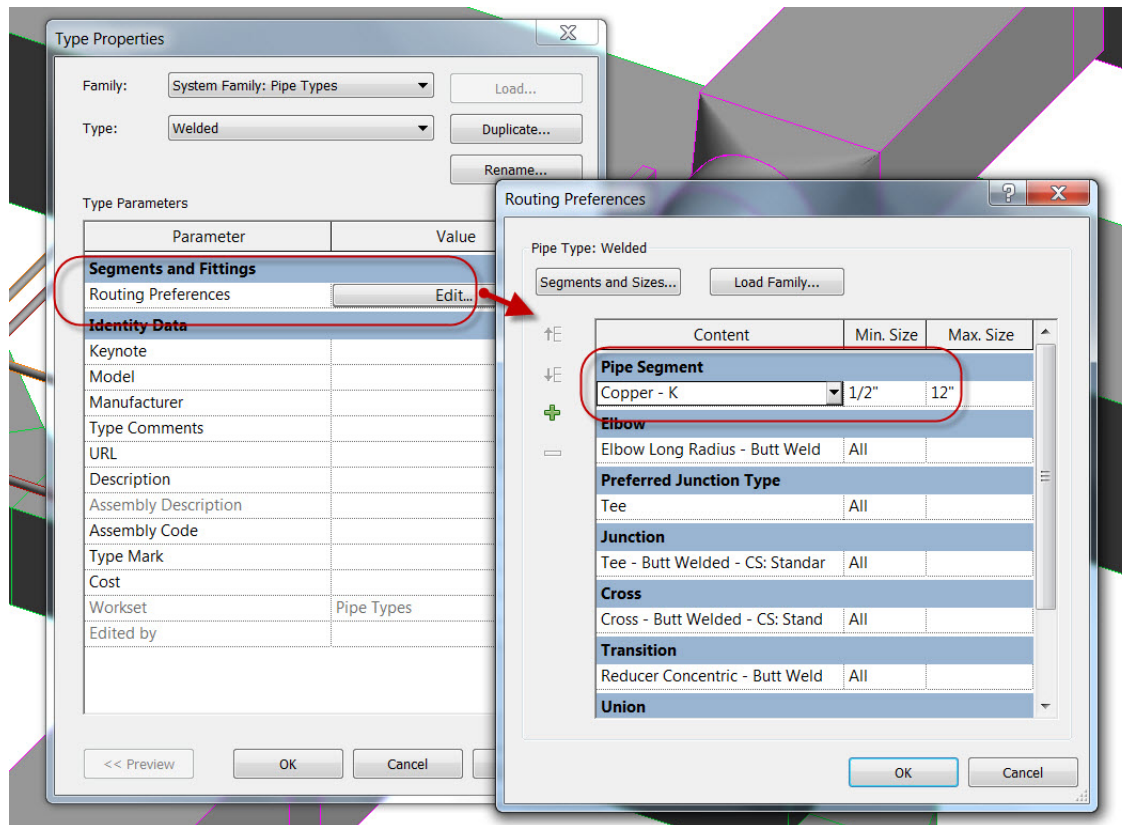 Type Properties
Family:
System Family: Pipe Types
Load...
Type:
Welded
Duplicate...
Rename...
Type Parameters
Parameter Value
Segments and Fittings
Routing Preferences Edit...
Identity Data
Keynote
Model
Manufacturer
Type Comments
URL
Description
Assembly Description
Assembly Code
Type Mark
Cost
Workset Pipe Types
Edited by
<< Preview OK Cancel
Routing Preferences
Pipe Type: Welded
Segments and Sizes... Load Family...
Content Min. Size Max. Size
Pipe Segment
Copper - K 1/2" 12"
Elbow
Elbow Long Radius - Butt Weld All
Preferred Junction Type
Tee All
Junction
Tee - Butt Welded - CS: Standar All
Cross
Cross - Butt Welded - CS: Stand All
Transition
Reducer Concentric - Butt Weld All
Union
OK Cancel